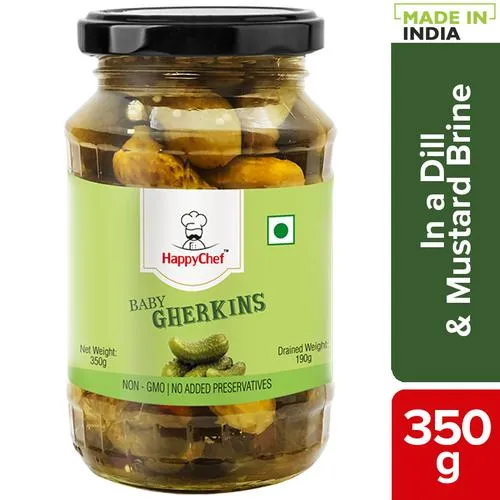 MADE IN
INDIA
HappyChef™
BABY
GHERKINS
Net Weight:
350g
Drained Weight:
190g
NON - GMO | NO ADDED PRESERVATIVES
In a Dill
& Mustard Brine
350
g